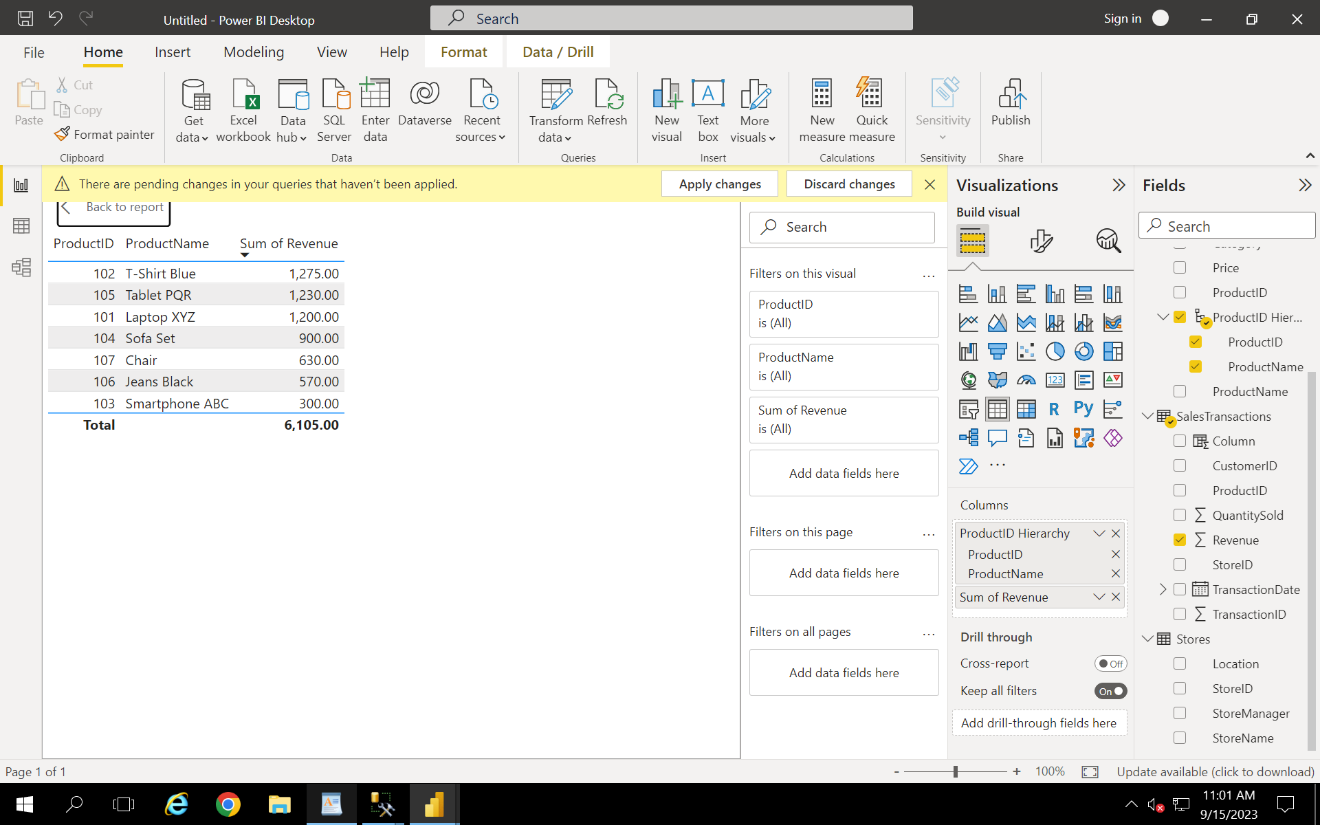 Untitled - Power BI Desktop
Search
Sign in
File
Home
Insert
Modeling
View
Help
Format
Data / Drill
Paste
Cut
Copy
Format painter
Clipboard
Get data
Excel workbook
Data hub
SQL Server
Enter data
Dataverse
Recent sources
Data
Transform data
Refresh
Queries
New visual
Text box
More visuals
Insert
New measure
Quick measure
Calculations
Sensitivity
Sensitivity
Publish
Share
There are pending changes in your queries that haven't been applied.
Apply changes
Discard changes
Back to report
ProductID ProductName Sum of Revenue
102 T-Shirt Blue 1,275.00
105 Tablet PQR 1,230.00
101 Laptop XYZ 1,200.00
104 Sofa Set 900.00
107 Chair 630.00
106 Jeans Black 570.00
103 Smartphone ABC 300.00
Total 6,105.00
Search
Filters on this visual
...
ProductID
is (All)
ProductName
is (All)
Sum of Revenue
is (All)
Add data fields here
Filters on this page
...
Add data fields here
Filters on all pages
...
Add data fields here
Visualizations
Build visual
123
R
Py
...
Columns
ProductID Hierarchy
ProductID
ProductName
Sum of Revenue
Drill through
Cross-report
Off
Keep all filters
On
Add drill-through fields here
Fields
Search
Price
ProductID
ProductID Hier...
ProductID
ProductName
ProductName
SalesTransactions
Column
CustomerID
ProductID
QuantitySold
Revenue
StoreID
TransactionDate
TransactionID
Stores
Location
StoreID
StoreManager
StoreName
Page 1 of 1
- + 100%
Update available (click to download)
11:01 AM
9/15/2023